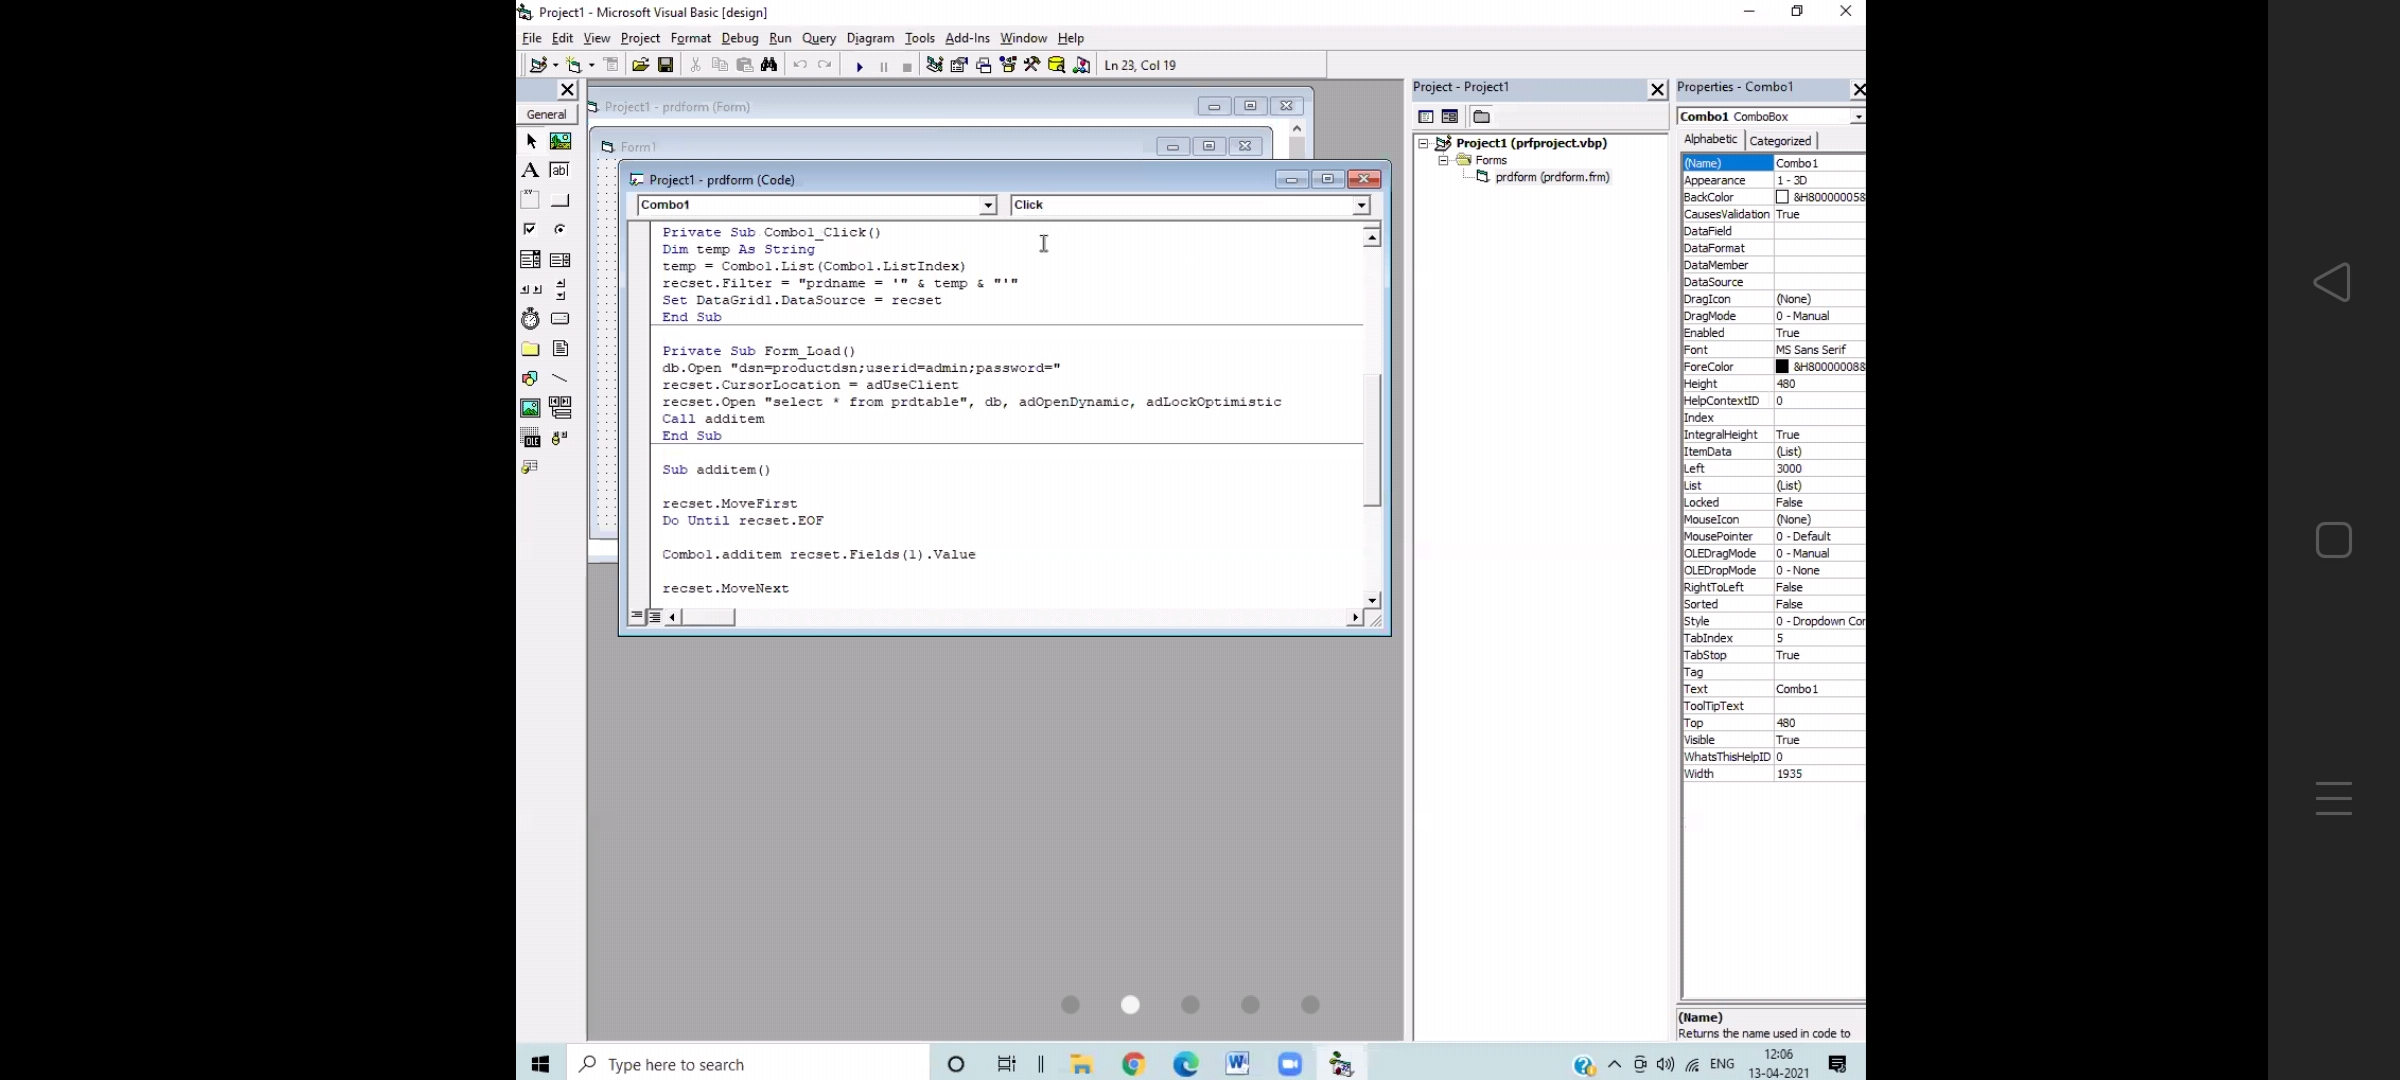 Project1 - Microsoft Visual Basic [design]
File Edit View Project Format Debug Run Query Diagram Tools Add-Ins Window Help
Ln 23, Col 19
General
Project1 - prdform (Form)
Form1
Project1 - prdform (Code)
Combo1 Click
Private Sub Combo1_Click()
Dim temp As String
temp = Combo1.List(Combo1.ListIndex)
recset.Filter = "prdname = '" & temp & "'"
Set DataGrid1.DataSource = recset
End Sub
Private Sub Form_Load()
db.Open "dsn=productdsn;userid=admin;password="
recset.CursorLocation = adUseClient
recset.Open "select * from prdtable", db, adOpenDynamic, adLockOptimistic
Call additem
End Sub
Sub additem()
recset.MoveFirst
Do Until recset.EOF
Combo1.additem recset.Fields(1).Value
recset.MoveNext
Project - Project1
Project1 (prfproject.vbp)
Forms
prdform (prdform.frm)
Properties - Combo1
Combo1 ComboBox
Alphabetic Categorized
(Name) Combo1
Appearance 1 - 3D
BackColor &H80000005&
CausesValidation True
DataField
DataFormat
DataMember
DataSource
DragIcon (None)
DragMode 0 - Manual
Enabled True
Font MS Sans Serif
ForeColor &H80000008&
Height 480
HelpContextID 0
Index
IntegralHeight True
ItemData (List)
Left 3000
List (List)
Locked False
MouseIcon (None)
MousePointer 0 - Default
OLEDragMode 0 - Manual
OLEDropMode 0 - None
RightToLeft False
Sorted False
Style 0 - Dropdown Cor
TabIndex 5
TabStop True
Tag
Text Combo1
ToolTipText
Top 480
Visible True
WhatsThisHelpID 0
Width 1935
(Name)
Returns the name used in code to
Type here to search
ENG
12:06
13-04-2021